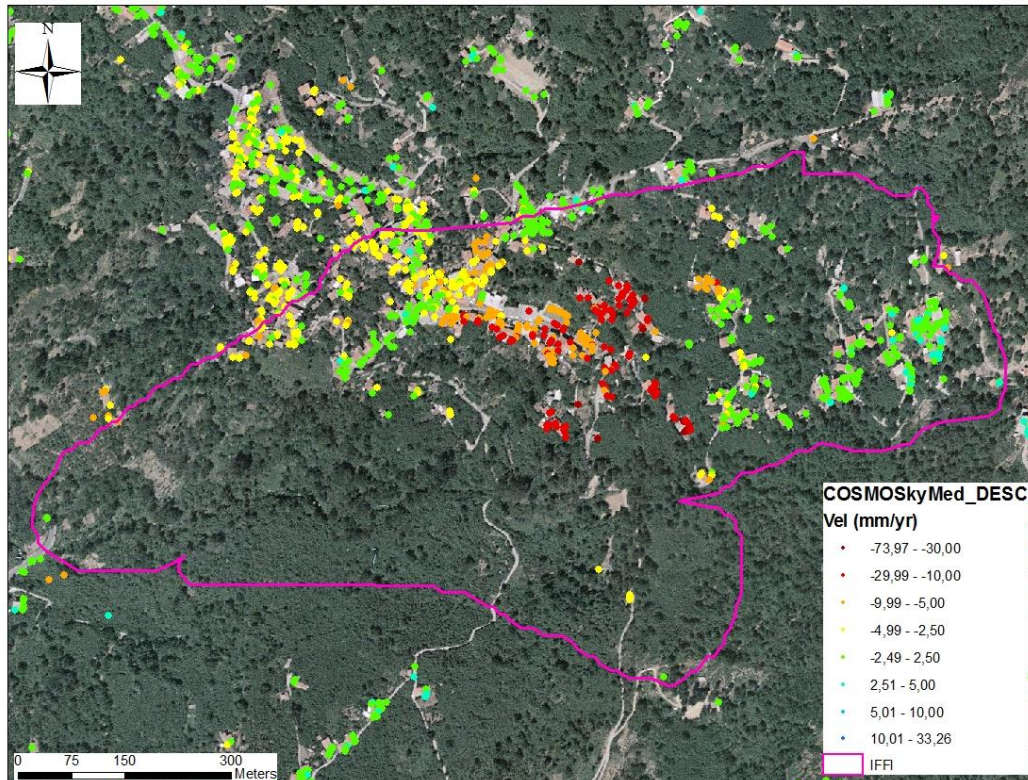 N
COSMOSkyMed_DESC
Vel (mm/yr)
-73,97 - -30,00
-29,99 - -10,00
-9,99 - -5,00
-4,99 - -2,50
-2,49 - 2,50
2,51 - 5,00
5,01 - 10,00
10,01 - 33,26
IFFI
0 75 150 300
Meters